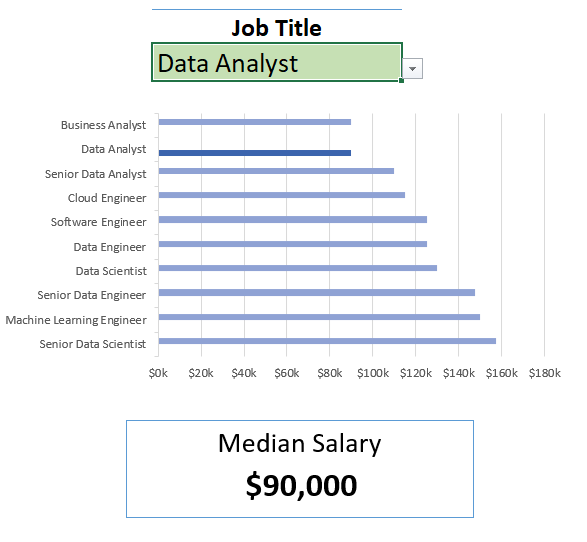 Job Title
Data Analyst
Business Analyst
Data Analyst
Senior Data Analyst
Cloud Engineer
Software Engineer
Data Engineer
Data Scientist
Senior Data Engineer
Machine Learning Engineer
Senior Data Scientist
$0k $20k $40k $60k $80k $100k $120k $140k $160k $180k
Median Salary
$90,000